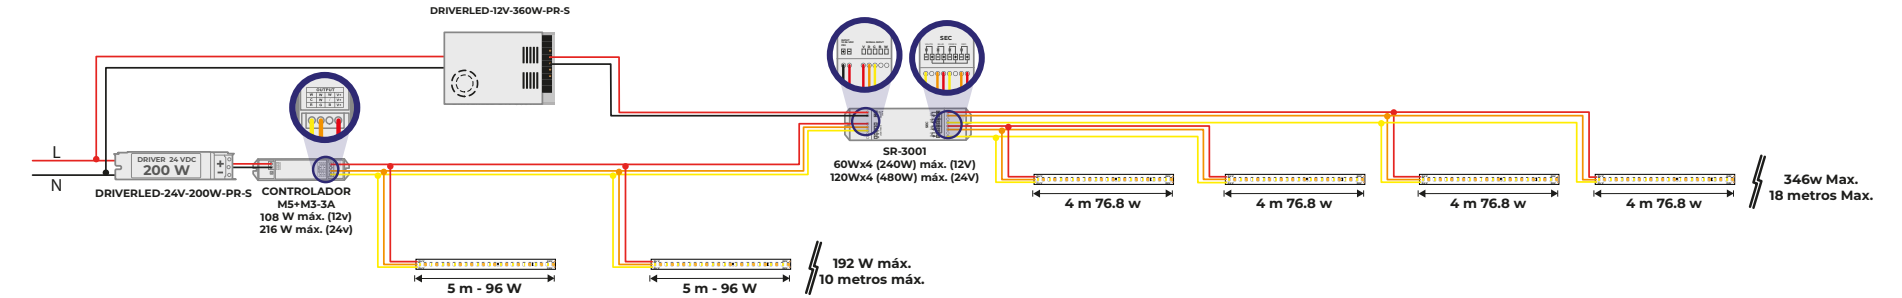 DRIVERLED-12V-360W-PR-S
OUTPUT
SEC
L
N
DRIVER 24 VDC
200 W
+
−
DRIVERLED-24V-200W-PR-S
CONTROLADOR
M5+M3-3A
108 W máx. (12v)
216 W máx. (24v)
SR-3001
60Wx4 (240W) máx. (12V)
120Wx4 (480W) máx. (24V)
4 m 76.8 w
4 m 76.8 w
4 m 76.8 w
4 m 76.8 w
346w Max.
18 metros Max.
5 m - 96 W
5 m - 96 W
192 W máx.
10 metros máx.